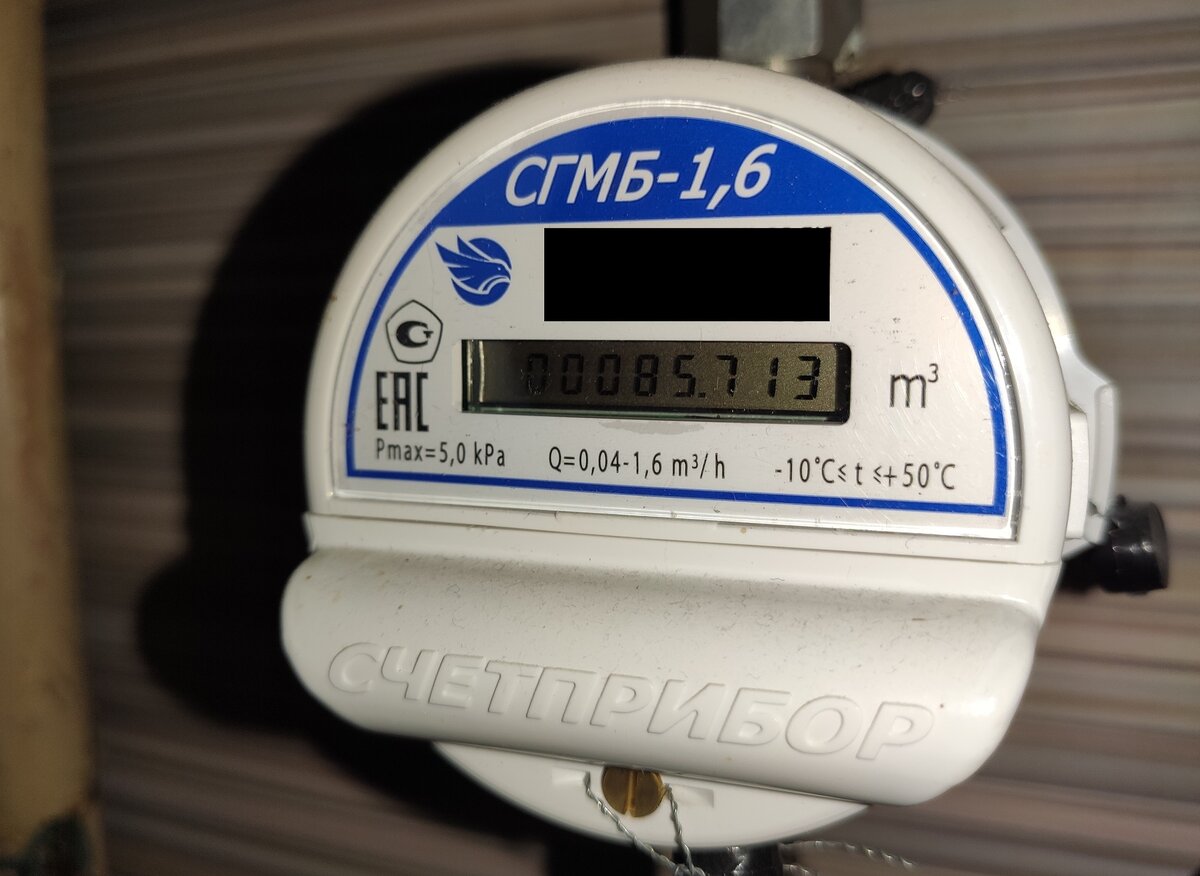 СГМБ-1,6
00085.713
m³
EAC
Pmax=5,0 kPa
Q=0,04-1,6 m³/h
-10°C≤ t ≤+50°C
СЧЕТПРИБОР